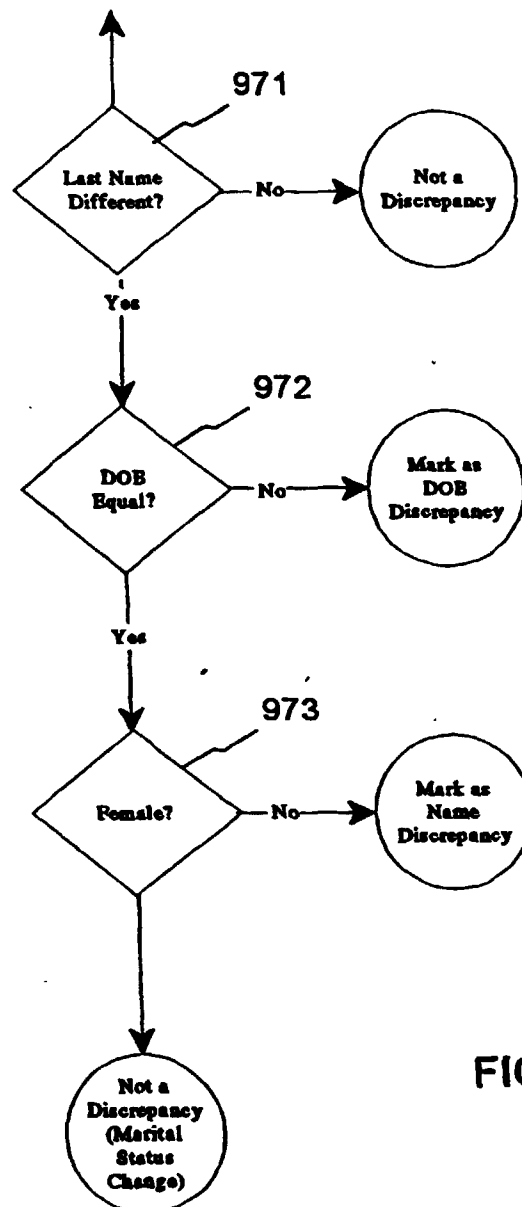 971
Last Name
Different?
No
Not a
Discrepancy
Yes
972
DOB
Equal?
No
Mark as
DOB
Discrepancy
Yes
973
Female?
No
Mark as
Name
Discrepancy
Not a
Discrepancy
(Marital
Status
Change)
FIG